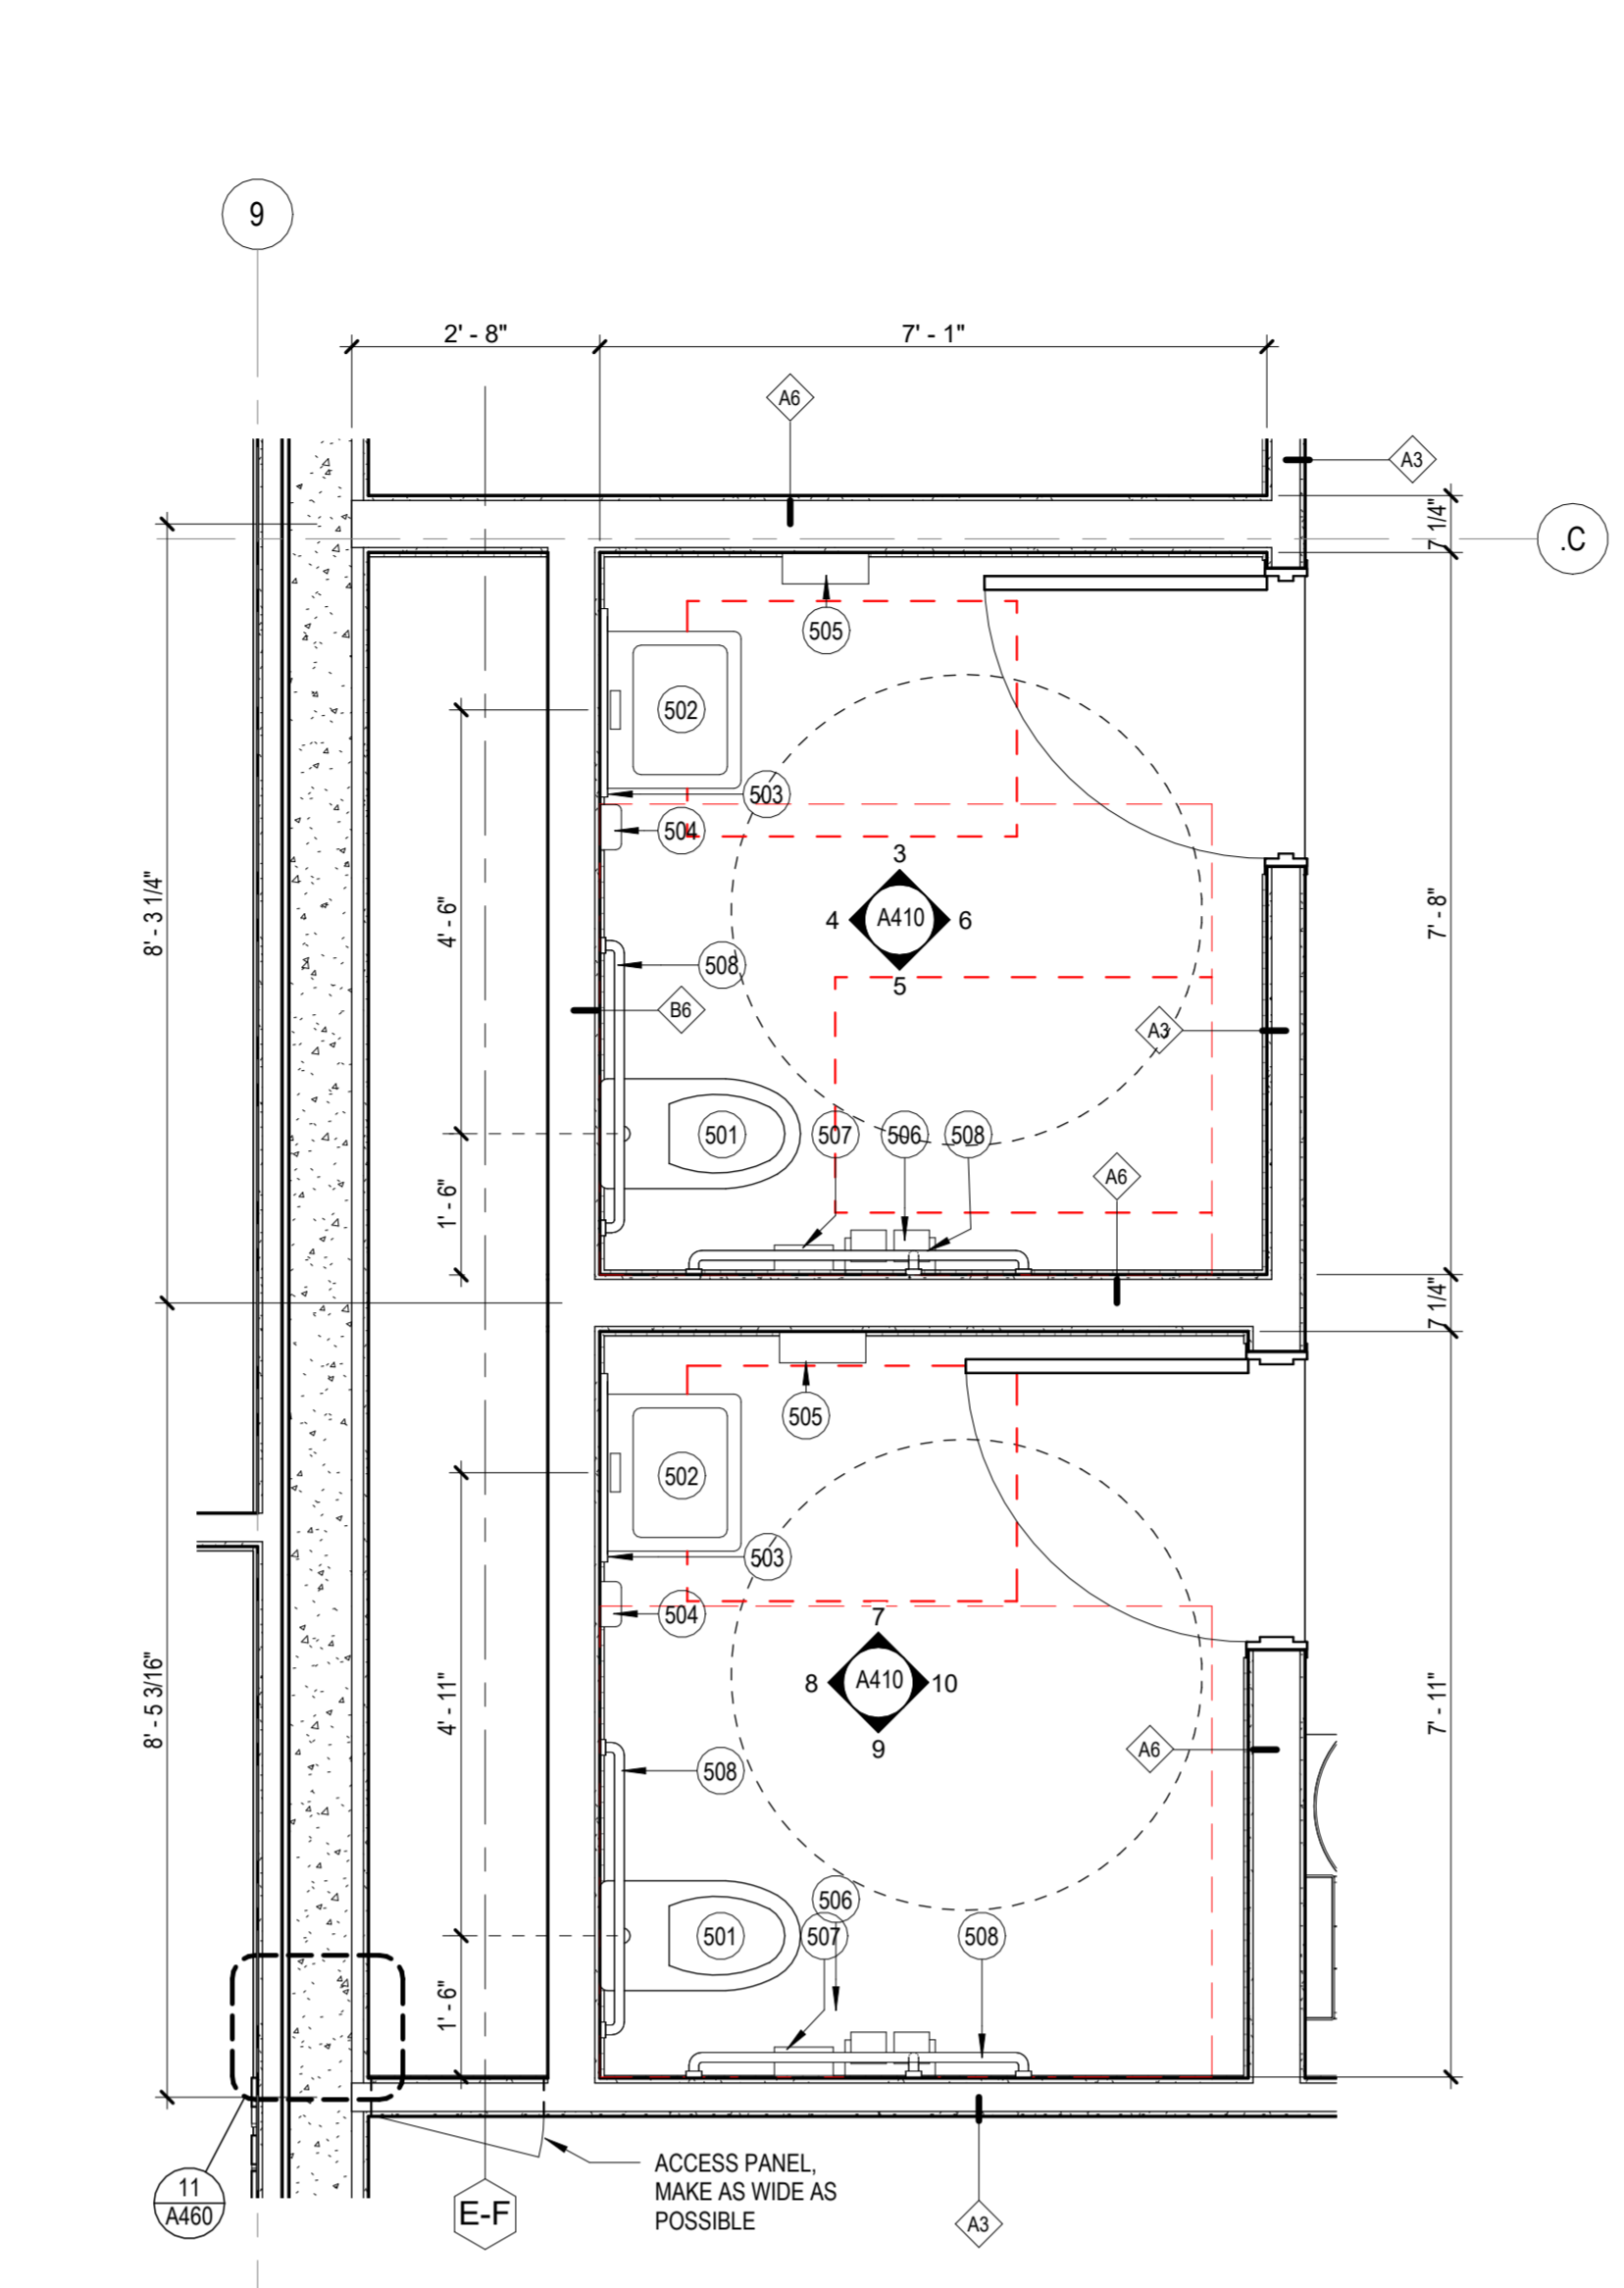 9
2' - 8"
7' - 1"
A6
A3
7 1/4"
.C
505
502
503
504
8' - 3 1/4"
4' - 6"
3
4
A410
6
5
7' - 8"
508
B6
A3
501
507
506
508
1' - 6"
A6
7 1/4"
505
502
503
504
8' - 5 3/16"
4' - 11"
7
8
A410
10
9
7' - 11"
508
A6
506
501
507
508
1' - 6"
11
A460
E-F
ACCESS PANEL,
MAKE AS WIDE AS
POSSIBLE
A3